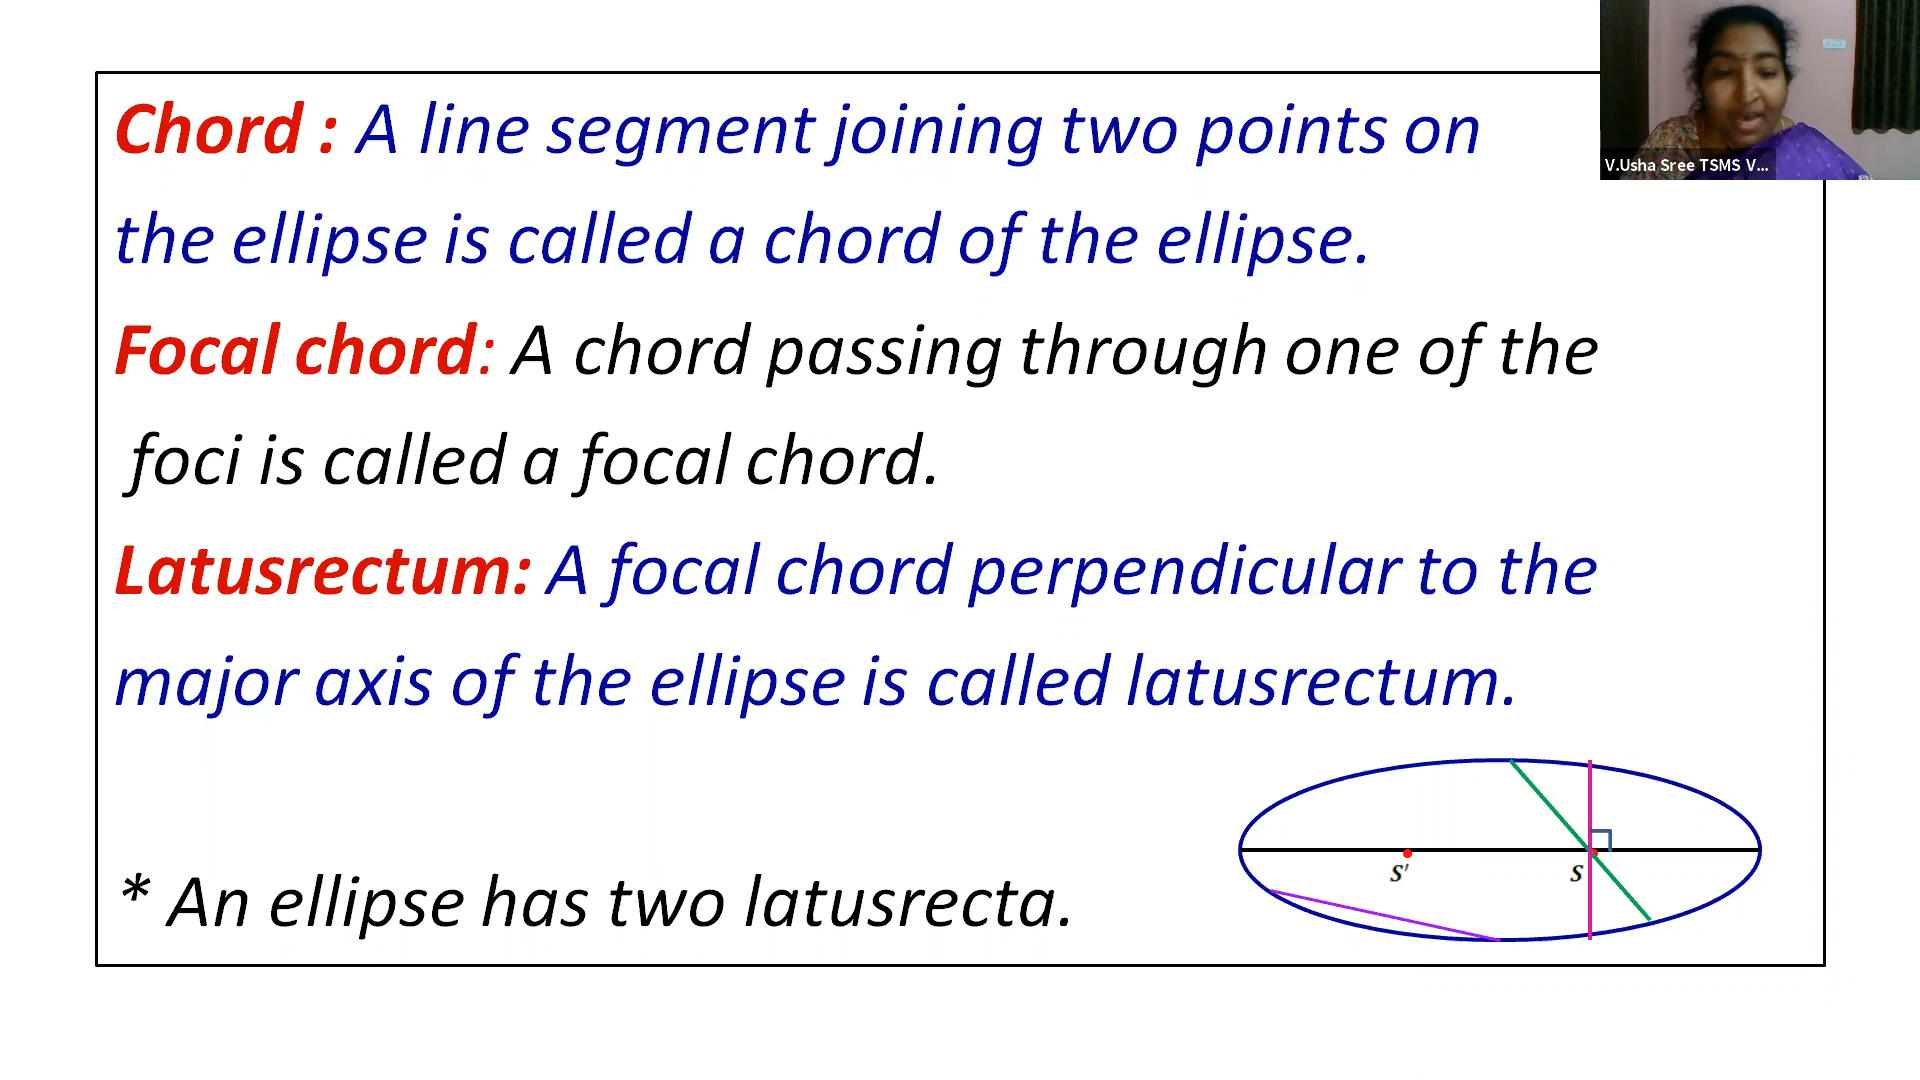 Chord : A line segment joining two points on
the ellipse is called a chord of the ellipse.
Focal chord: A chord passing through one of the
foci is called a focal chord.
Latusrectum: A focal chord perpendicular to the
major axis of the ellipse is called latusrectum.
* An ellipse has two latusrecta.
S' S
V.Usha Sree TSMS V...